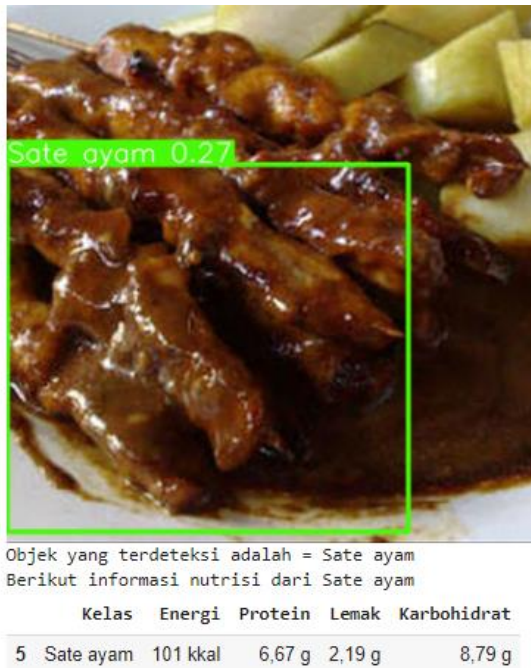 Sate ayam 0.27
Objek yang terdeteksi adalah = Sate ayam
Berikut informasi nutrisi dari Sate ayam
Kelas Energi Protein Lemak Karbohidrat
5 Sate ayam 101 kkal 6,67 g 2,19 g 8,79 g